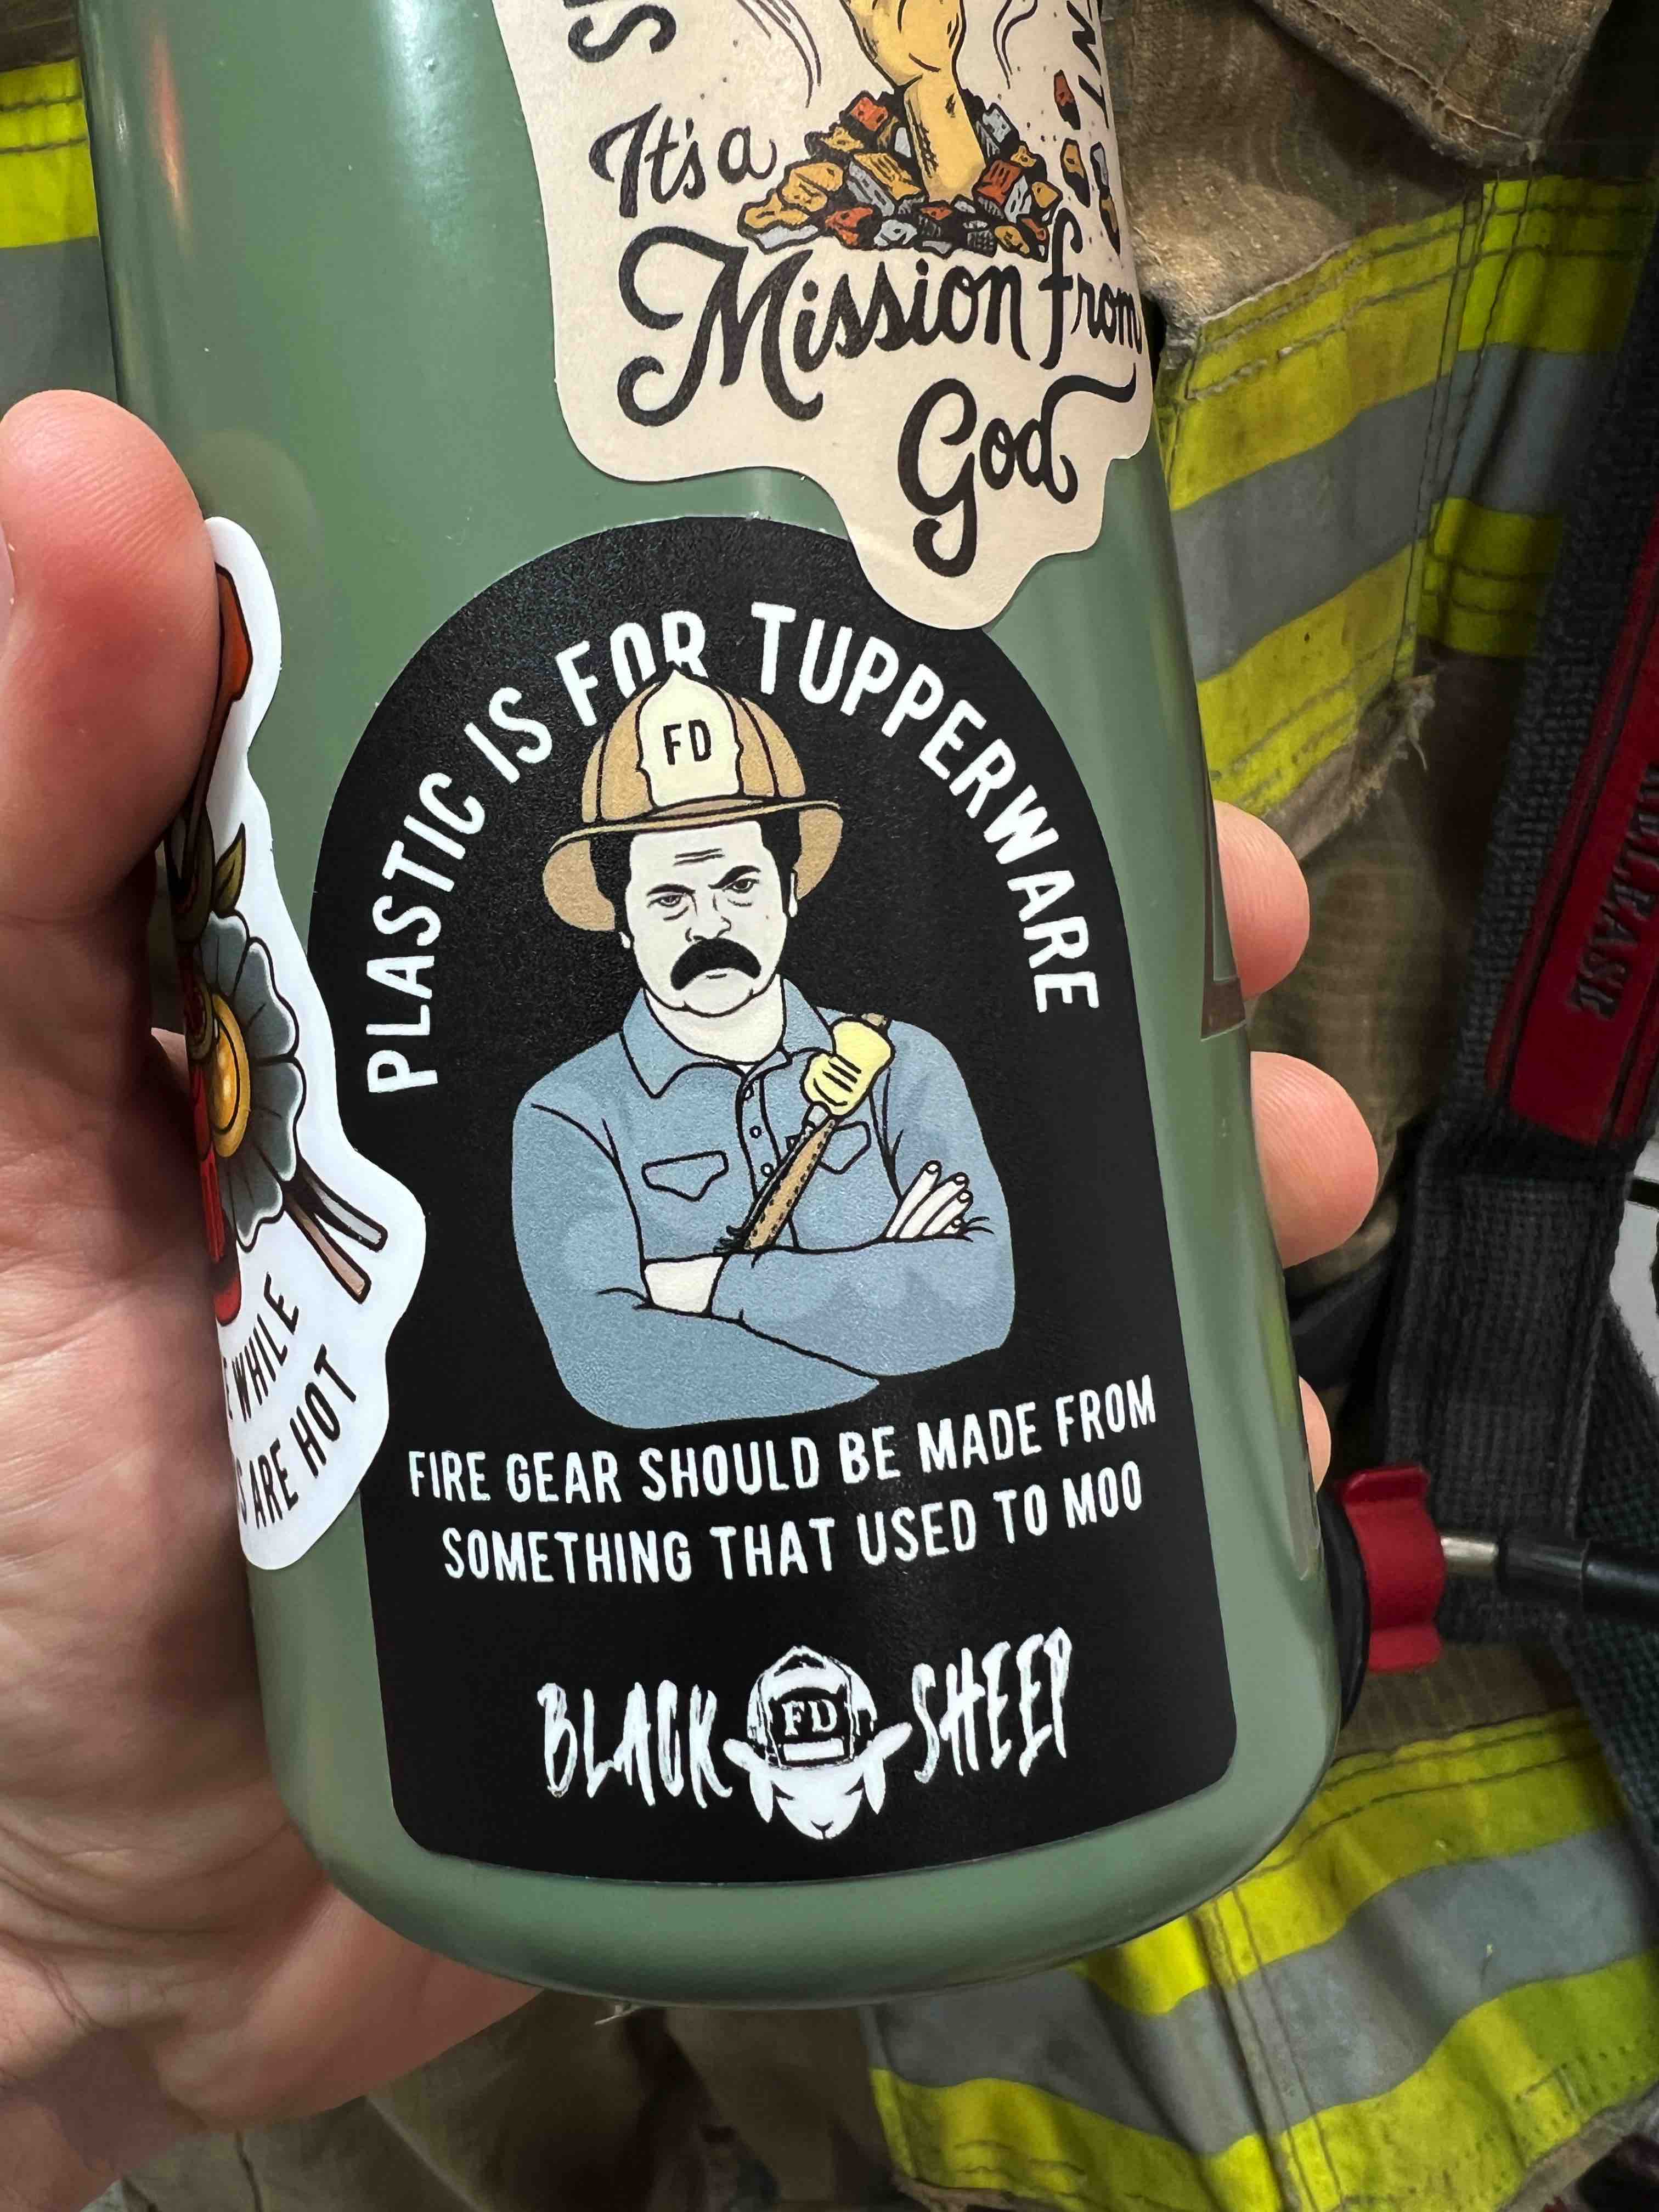 It's a
Mission from
God
PLASTIC IS FOR TUPPERWARE
FD
FIRE GEAR SHOULD BE MADE FROM
SOMETHING THAT USED TO MOO
BLACK FD SHEEP
WHILE
ARE HOT